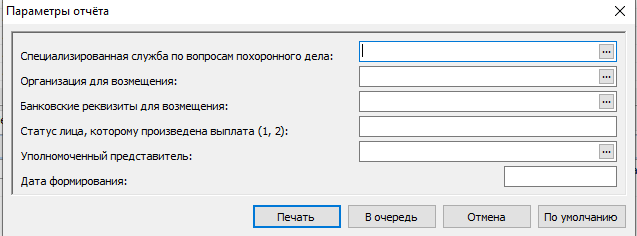 Параметры отчёта
Специализированная служба по вопросам похоронного дела:
Организация для возмещения:
Банковские реквизиты для возмещения:
Статус лица, которому произведена выплата (1, 2):
Уполномоченный представитель:
Дата формирования:
Печать В очередь Отмена По умолчанию